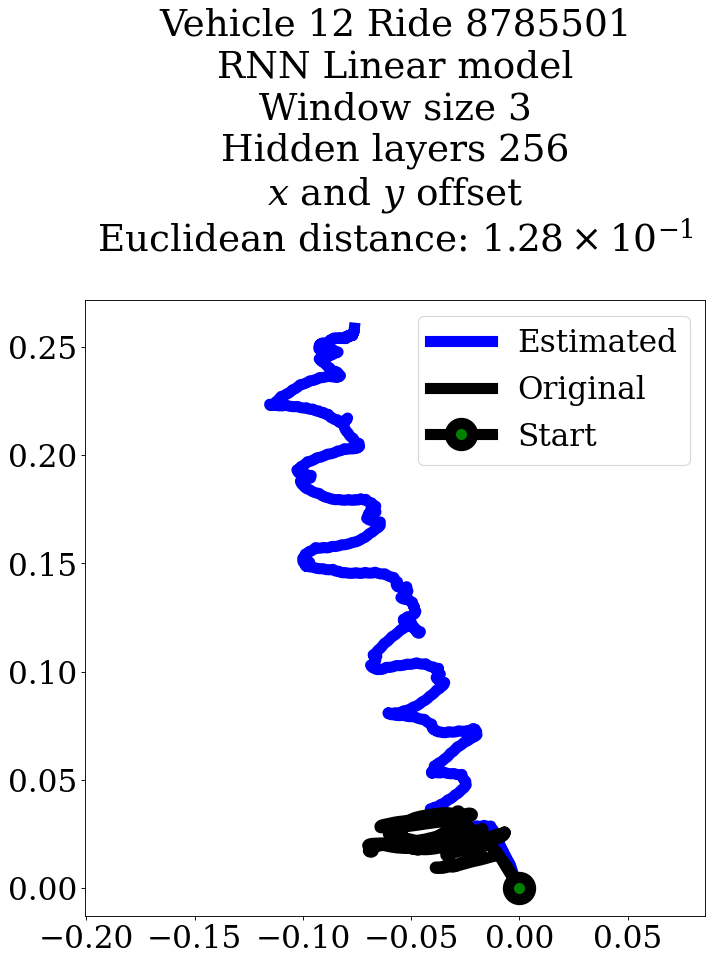 Vehicle 12 Ride 8785501
RNN Linear model
Window size 3
Hidden layers 256
x and y offset
Euclidean distance: 1.28 × 10⁻¹
Estimated
Original
Start
0.25
0.20
0.15
0.10
0.05
0.00
−0.20 −0.15 −0.10 −0.05 0.00 0.05